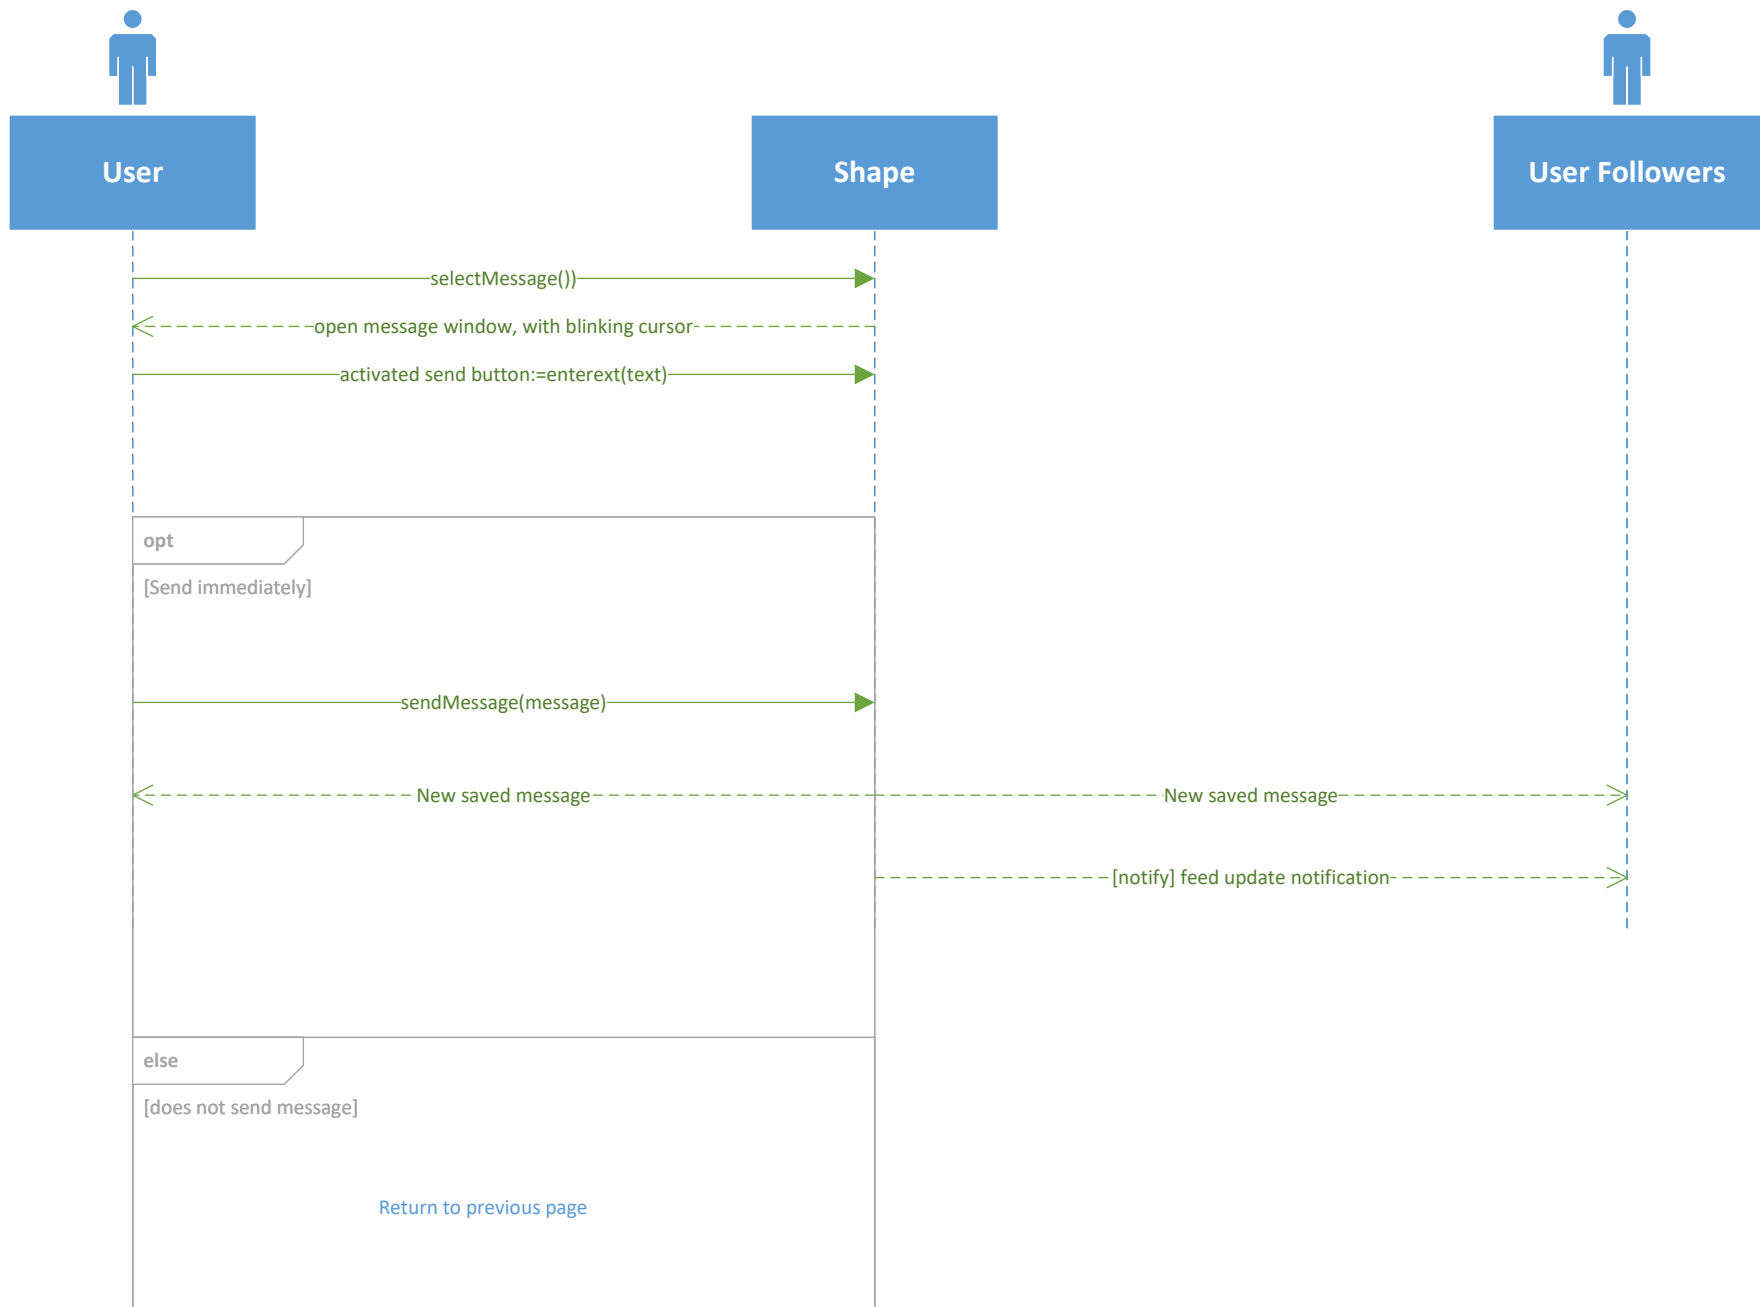 User
Shape
User Followers
selectMessage())
open message window, with blinking cursor
activated send button:=enterext(text)
opt
[Send immediately]
sendMessage(message)
New saved message
New saved message
[notify] feed update notification
else
[does not send message]
Return to previous page